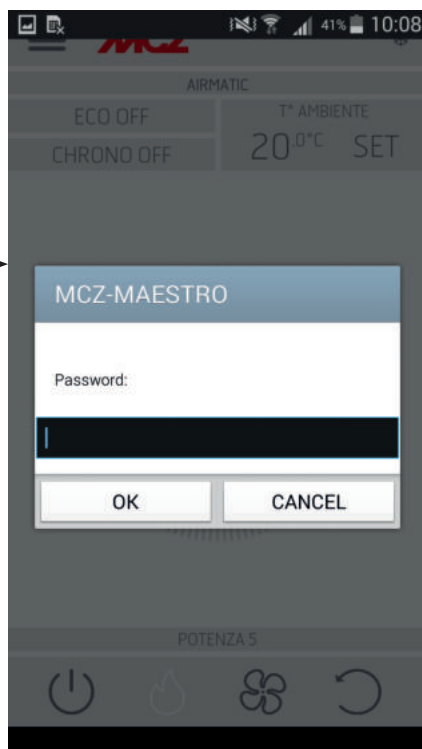 41% 10:08
MCZ
AIRMATIC
ECO OFF
T° AMBIENTE
CHRONO OFF
20.0°C SET
MCZ-MAESTRO
Password:
OK CANCEL
POTENZA 5